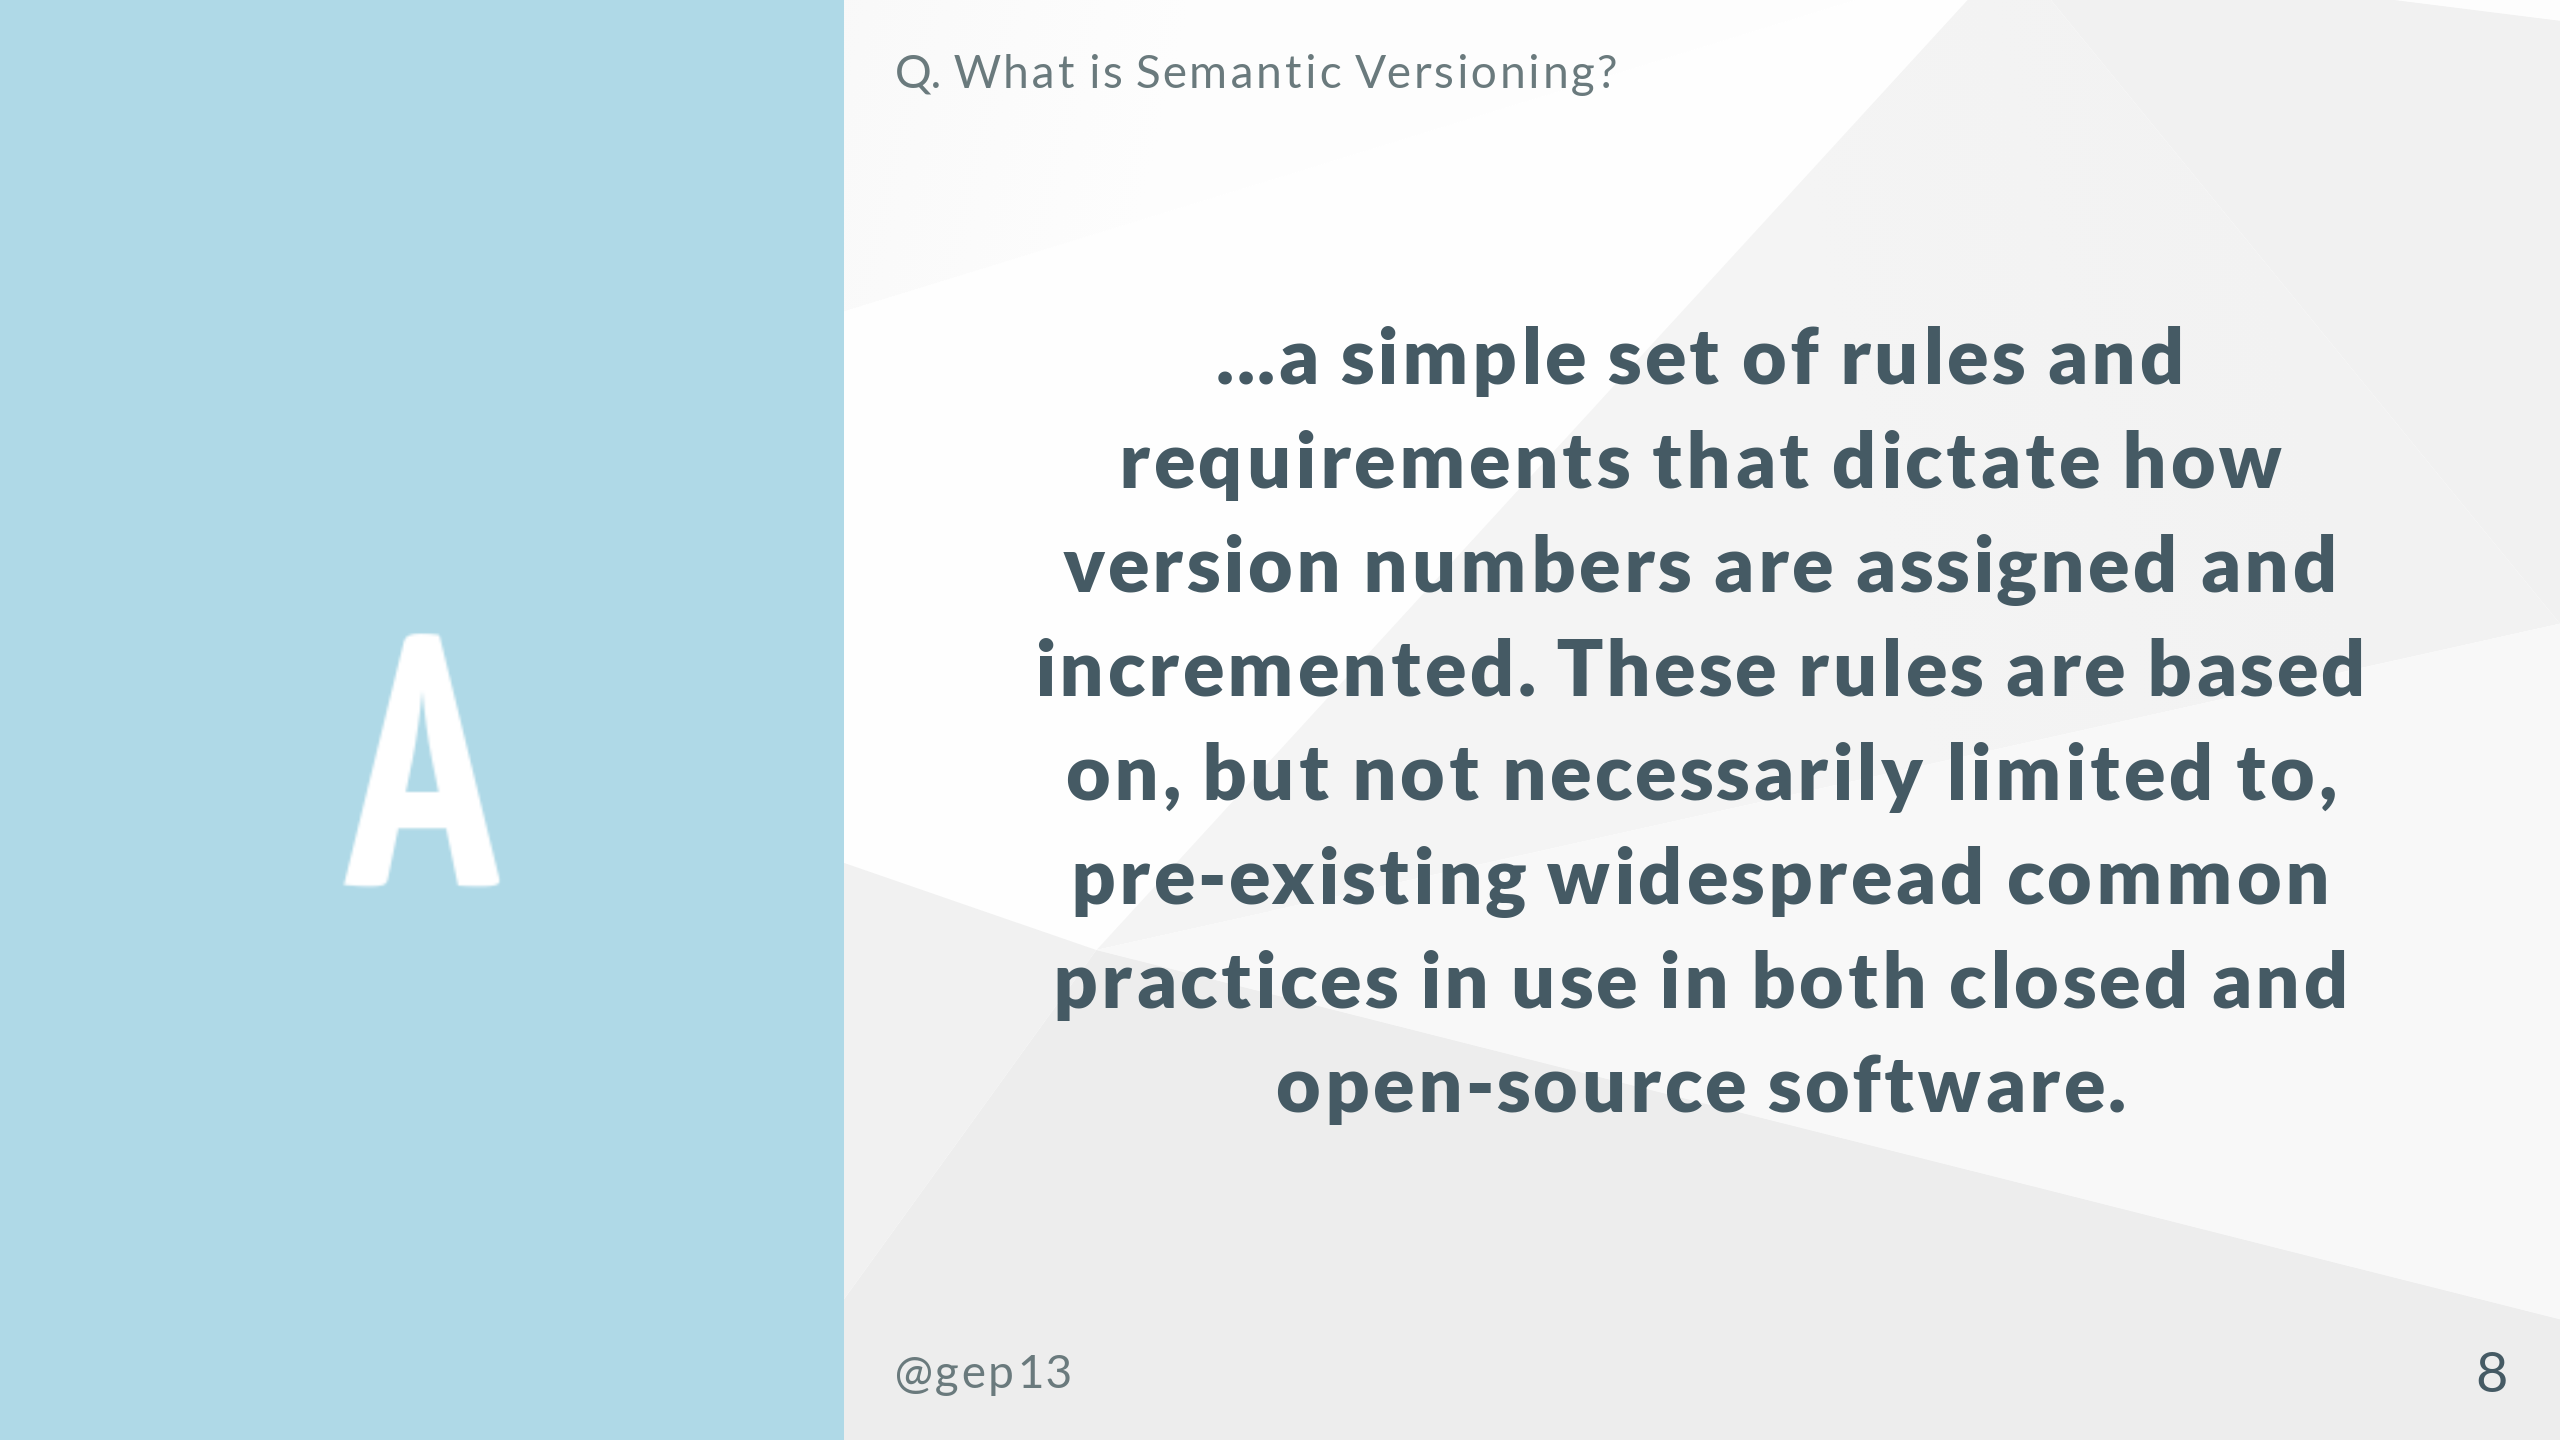 Q. What is Semantic Versioning?
A
...a simple set of rules and
requirements that dictate how
version numbers are assigned and
incremented. These rules are based
on, but not necessarily limited to,
pre-existing widespread common
practices in use in both closed and
open-source software.
@gep13
8